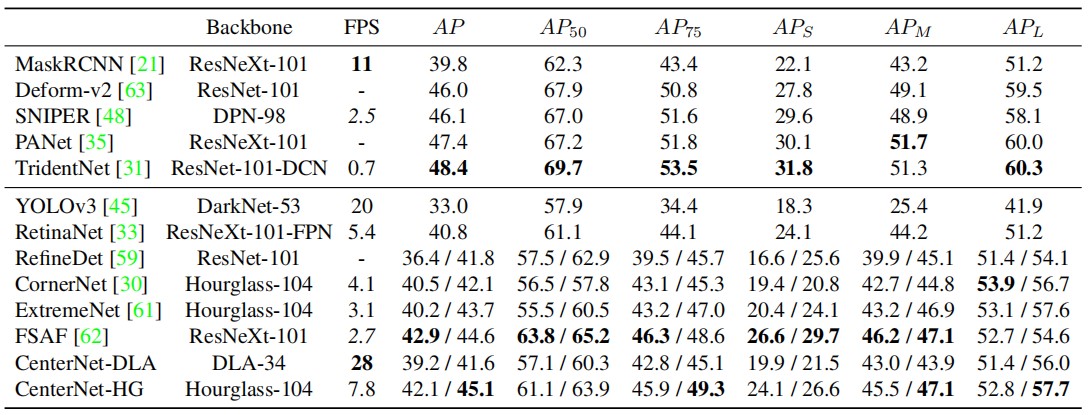 Backbone FPS AP AP50 AP75 APS APM APL
MaskRCNN [21] ResNeXt-101 11 39.8 62.3 43.4 22.1 43.2 51.2
Deform-v2 [63] ResNet-101 - 46.0 67.9 50.8 27.8 49.1 59.5
SNIPER [48] DPN-98 2.5 46.1 67.0 51.6 29.6 48.9 58.1
PANet [35] ResNeXt-101 - 47.4 67.2 51.8 30.1 51.7 60.0
TridentNet [31] ResNet-101-DCN 0.7 48.4 69.7 53.5 31.8 51.3 60.3
YOLOv3 [45] DarkNet-53 20 33.0 57.9 34.4 18.3 25.4 41.9
RetinaNet [33] ResNeXt-101-FPN 5.4 40.8 61.1 44.1 24.1 44.2 51.2
RefineDet [59] ResNet-101 - 36.4 / 41.8 57.5 / 62.9 39.5 / 45.7 16.6 / 25.6 39.9 / 45.1 51.4 / 54.1
CornerNet [30] Hourglass-104 4.1 40.5 / 42.1 56.5 / 57.8 43.1 / 45.3 19.4 / 20.8 42.7 / 44.8 53.9 / 56.7
ExtremeNet [61] Hourglass-104 3.1 40.2 / 43.7 55.5 / 60.5 43.2 / 47.0 20.4 / 24.1 43.2 / 46.9 53.1 / 57.6
FSAF [62] ResNeXt-101 2.7 42.9 / 44.6 63.8 / 65.2 46.3 / 48.6 26.6 / 29.7 46.2 / 47.1 52.7 / 54.6
CenterNet-DLA DLA-34 28 39.2 / 41.6 57.1 / 60.3 42.8 / 45.1 19.9 / 21.5 43.0 / 43.9 51.4 / 56.0
CenterNet-HG Hourglass-104 7.8 42.1 / 45.1 61.1 / 63.9 45.9 / 49.3 24.1 / 26.6 45.5 / 47.1 52.8 / 57.7